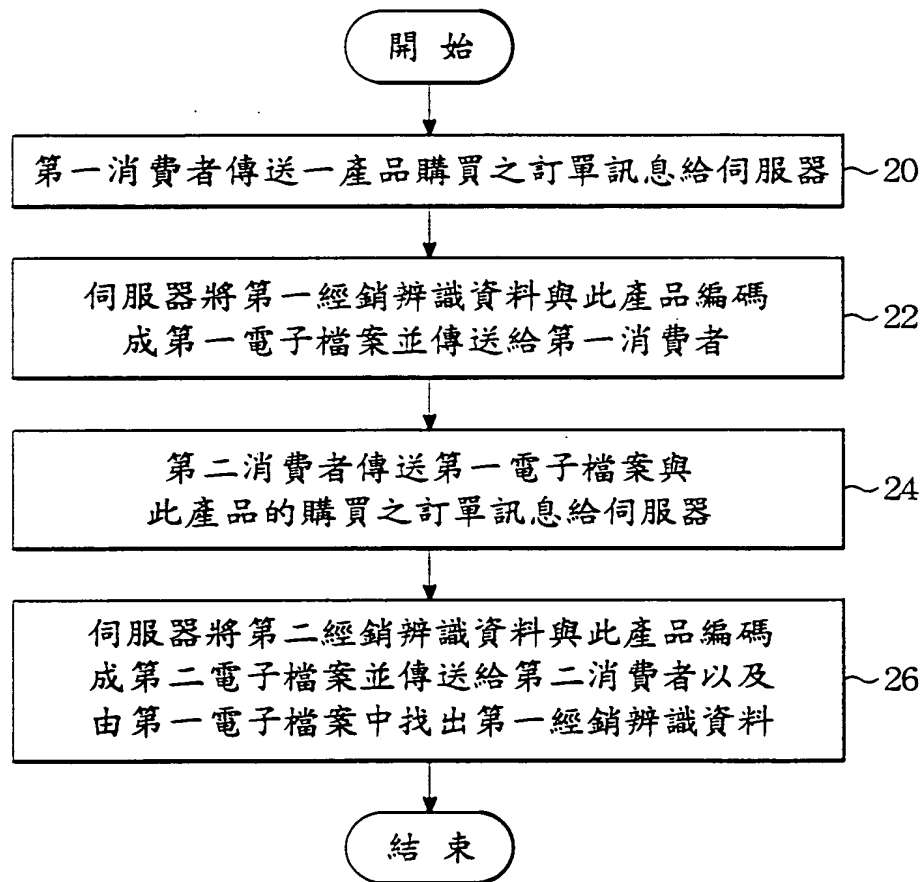 開始
第一消費者傳送一產品購買之訂單訊息給伺服器
20
伺服器將第一經銷辨識資料與此產品編碼
成第一電子檔案並傳送給第一消費者
22
第二消費者傳送第一電子檔案與
此產品的購買之訂單訊息給伺服器
24
伺服器將第二經銷辨識資料與此產品編碼
成第二電子檔案並傳送給第二消費者以及
由第一電子檔案中找出第一經銷辨識資料
26
結束